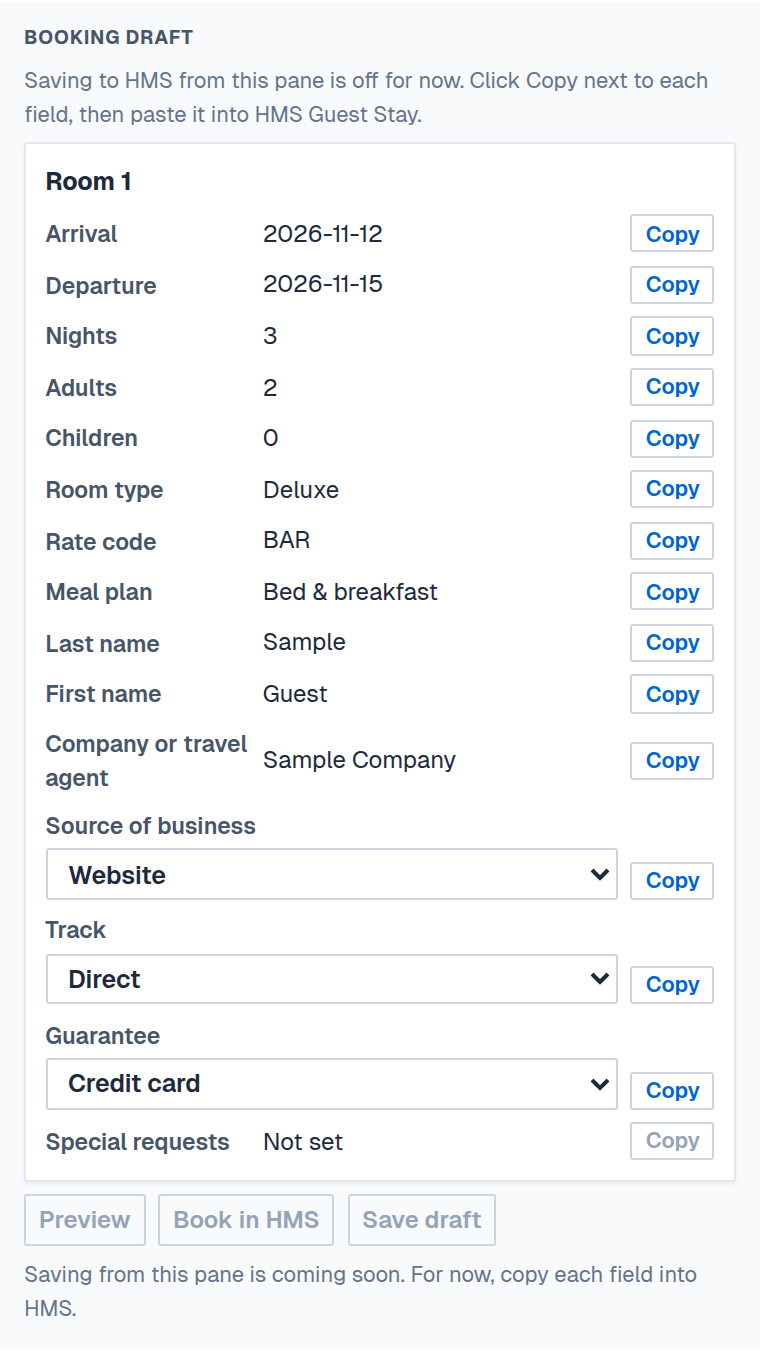 BOOKING DRAFT
Saving to HMS from this pane is off for now. Click Copy next to each
field, then paste it into HMS Guest Stay.
Room 1
Arrival 2026-11-12 Copy
Departure 2026-11-15 Copy
Nights 3 Copy
Adults 2 Copy
Children 0 Copy
Room type Deluxe Copy
Rate code BAR Copy
Meal plan Bed & breakfast Copy
Last name Sample Copy
First name Guest Copy
Company or travel
agent Sample Company Copy
Source of business
Website Copy
Track
Direct Copy
Guarantee
Credit card Copy
Special requests Not set Copy
Preview Book in HMS Save draft
Saving from this pane is coming soon. For now, copy each field into
HMS.